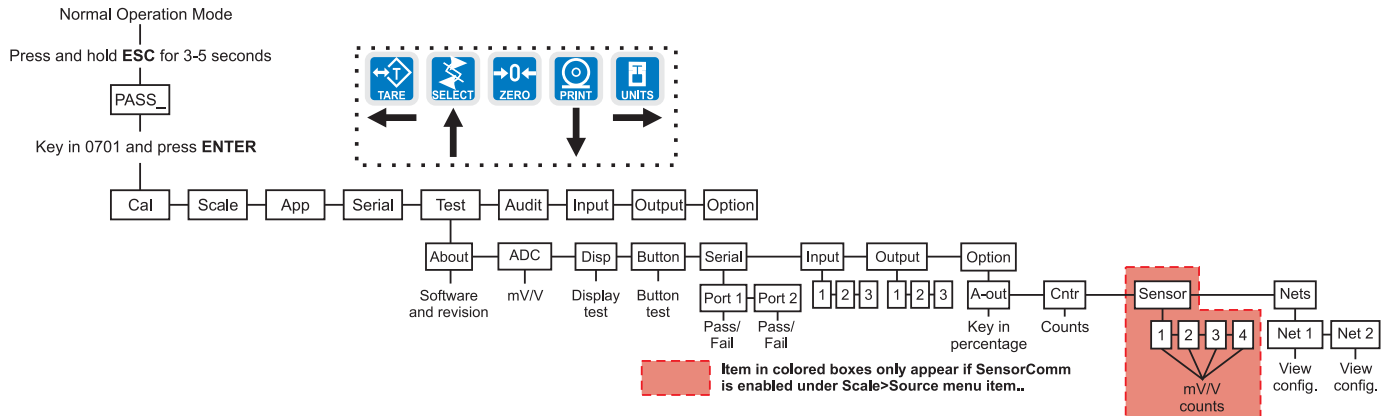 Normal Operation Mode
Press and hold ESC for 3-5 seconds
PASS_
Key in 0701 and press ENTER
T
TARE
SELECT
0
ZERO
PRINT
UNITS
Cal
Scale
App
Serial
Test
Audit
Input
Output
Option
About
ADC
Disp
Button
Serial
Input
Output
Option
Software
and revision
mV/V
Display
test
Button
test
Port 1
Port 2
Pass/
Fail
Pass/
Fail
1
2
3
1
2
3
A-out
Cntr
Sensor
Nets
Key in
percentage
Counts
1
2
3
4
mV/V
counts
Net 1
Net 2
View
config.
View
config.
Item in colored boxes only appear if SensorComm
is enabled under Scale>Source menu item..